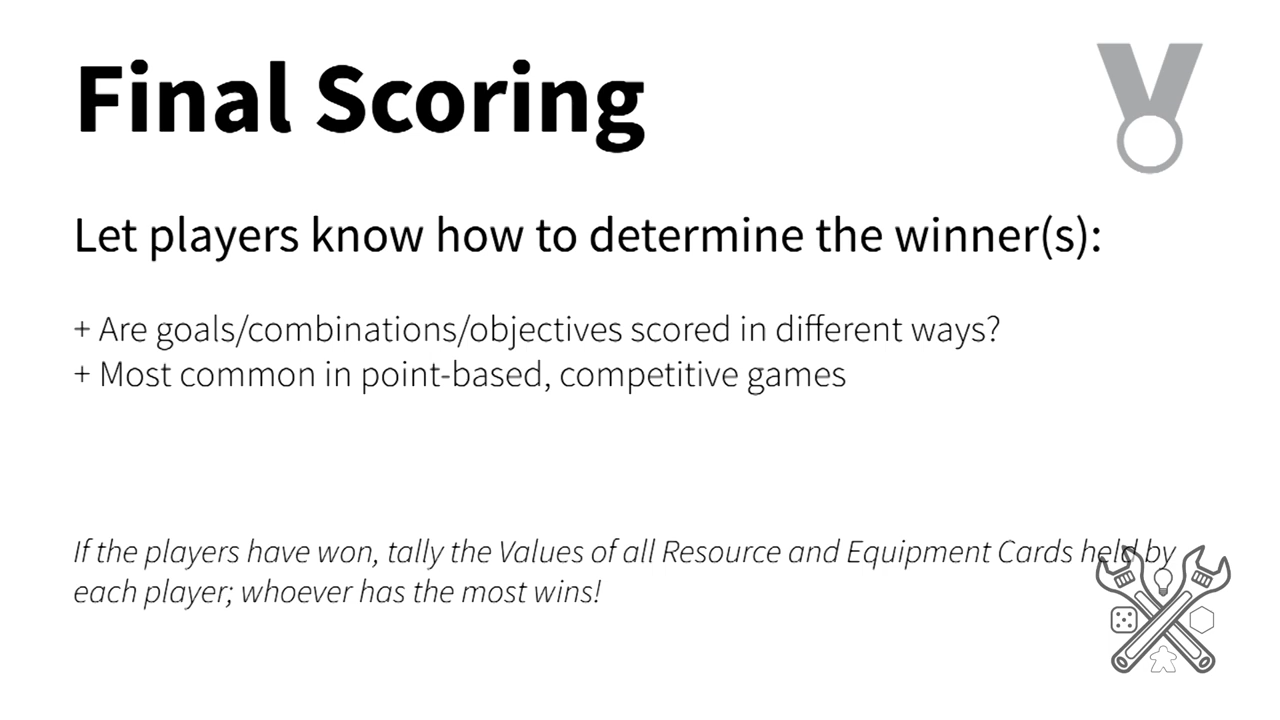 Final Scoring
Let players know how to determine the winner(s):
+ Are goals/combinations/objectives scored in different ways?
+ Most common in point-based, competitive games
If the players have won, tally the Values of all Resource and Equipment Cards held by
each player; whoever has the most wins!